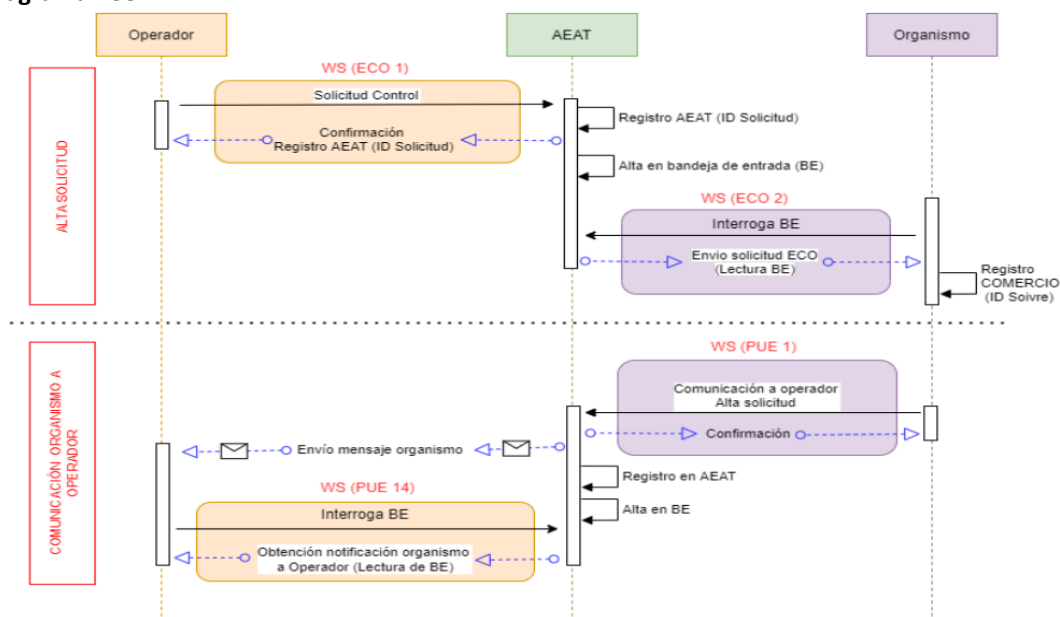 Operador
AEAT
Organismo
ALTA SOLICITUD
WS (ECO 1)
Solicitud Control
Confirmación
Registro AEAT (ID Solicitud)
Registro AEAT (ID Solicitud)
Alta en bandeja de entrada (BE)
WS (ECO 2)
Interroga BE
Envio solicitud ECO
(Lectura BE)
Registro
COMERCIO
(ID Soivre)
COMUNICACIÓN ORGANISMO A
OPERADOR
WS (PUE 1)
Comunicación a operador
Alta solicitud
Confirmación
Envío mensaje organismo
Registro en AEAT
Alta en BE
WS (PUE 14)
Interroga BE
Obtención notificación organismo
a Operador (Lectura de BE)